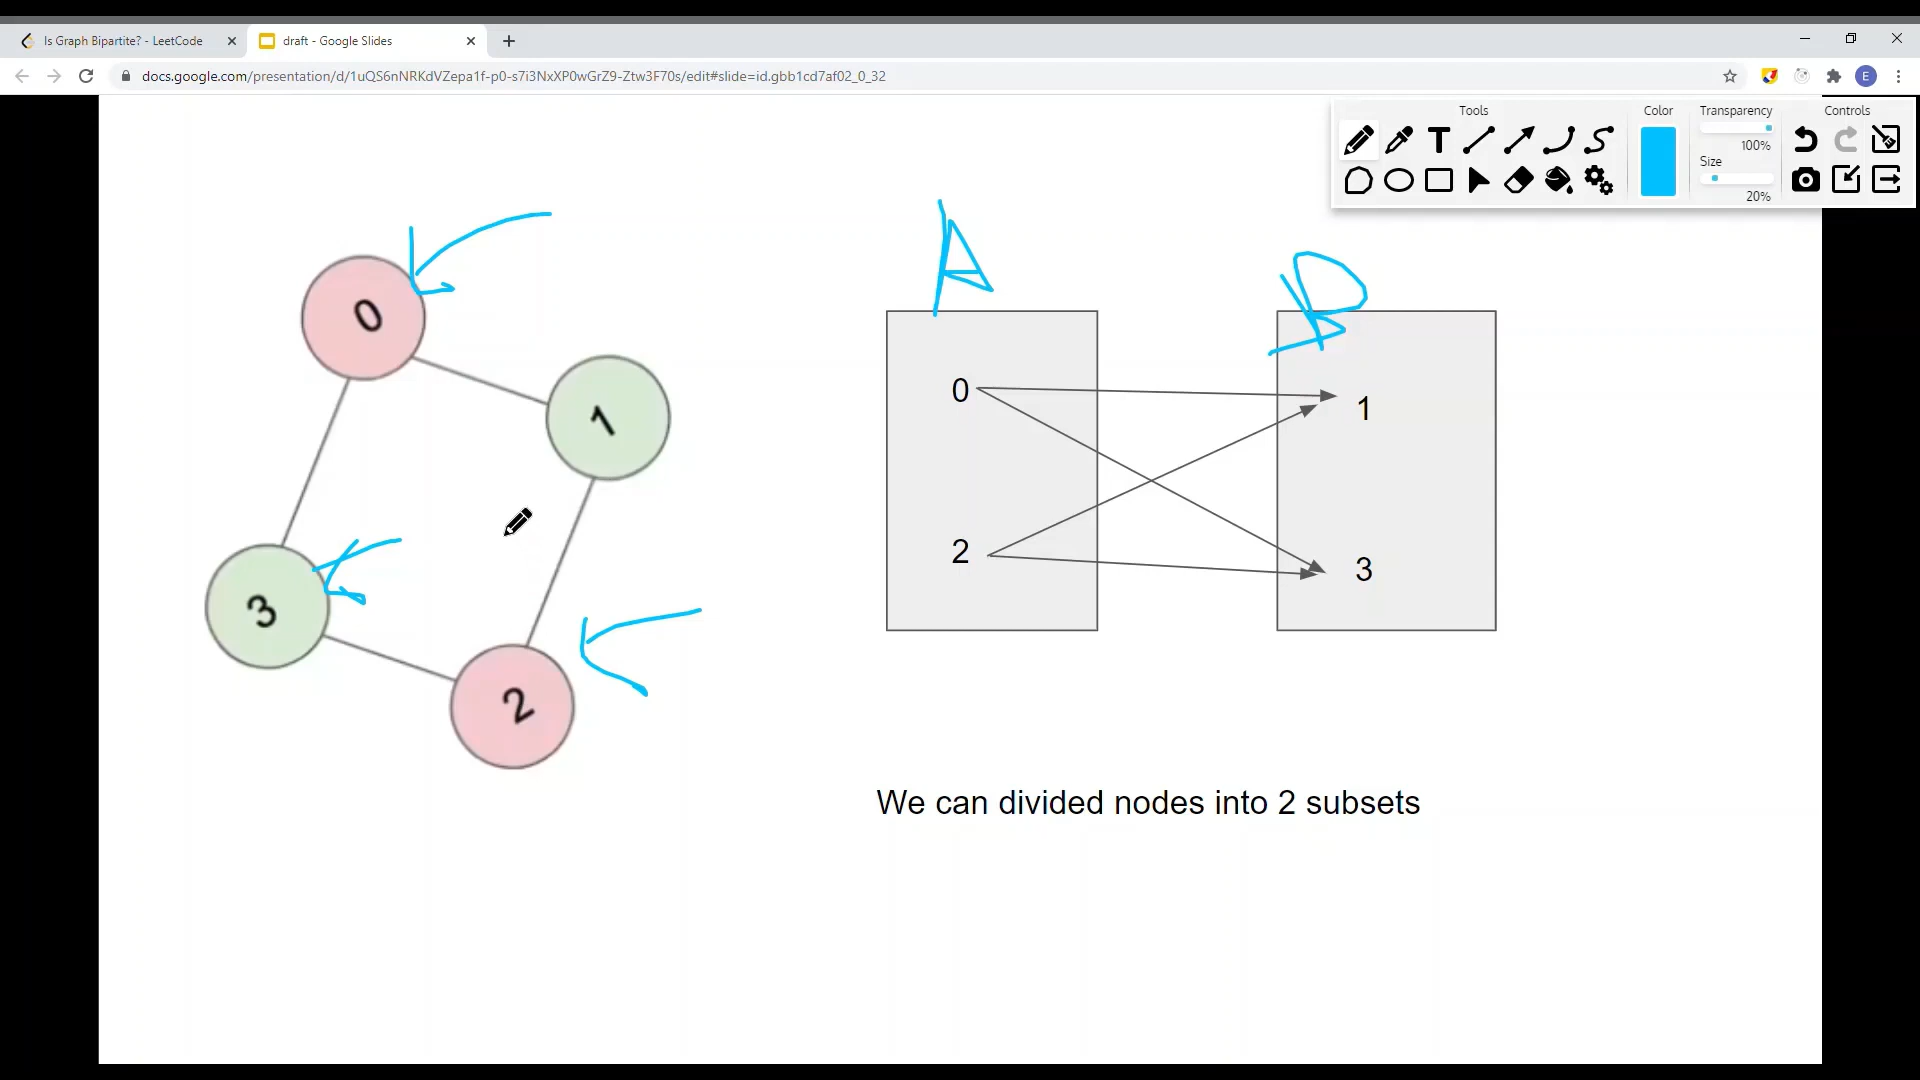 Is Graph Bipartite? - LeetCode
draft - Google Slides
docs.google.com/presentation/d/1uQS6nNRKdVZepa1f-p0-s7i3NxXP0wGrZ9-Ztw3F70s/edit#slide=id.gbb1cd7af02_0_32
E
Tools
Color
Transparency
Controls
T
100%
Size
20%
A
B
0
1
3
2
0
1
2
3
We can divided nodes into 2 subsets